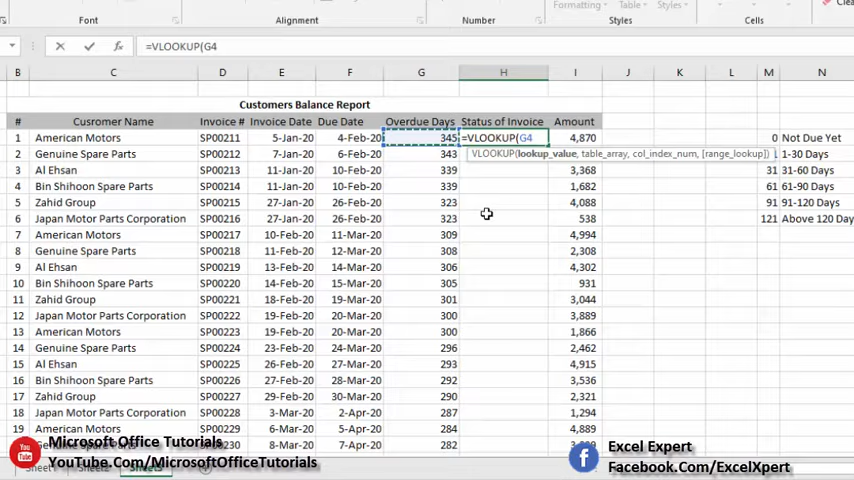 Formatting Table Styles
Clear
Alignment Number Styles Cells
=VLOOKUP(G4
B C D E F G H I J K L M N
Customers Balance Report
# Cusromer Name Invoice # Invoice Date Due Date Overdue Days Status of Invoice Amount
1 American Motors SP00211 5-Jan-20 4-Feb-20 345 =VLOOKUP(G4 4,870 0 Not Due Yet
2 Genuine Spare Parts SP00212 7-Jan-20 6-Feb-20 343 VLOOKUP(lookup_value, table_array, col_index_num, [range_lookup]) 1-30 Days
3 Al Ehsan SP00213 11-Jan-20 10-Feb-20 339 3,368 31 31-60 Days
4 Bin Shihoon Spare Parts SP00214 11-Jan-20 10-Feb-20 339 1,682 61 61-90 Days
5 Zahid Group SP00215 27-Jan-20 26-Feb-20 323 4,088 91 91-120 Days
6 Japan Motor Parts Corporation SP00216 27-Jan-20 26-Feb-20 323 538 121 Above 120 Day
7 American Motors SP00217 10-Feb-20 11-Mar-20 309 4,994
8 Genuine Spare Parts SP00218 11-Feb-20 12-Mar-20 308 2,308
9 Al Ehsan SP00219 13-Feb-20 14-Mar-20 306 4,302
10 Bin Shihoon Spare Parts SP00220 14-Feb-20 15-Mar-20 305 931
11 Zahid Group SP00221 18-Feb-20 19-Mar-20 301 3,044
12 Japan Motor Parts Corporation SP00222 19-Feb-20 20-Mar-20 300 3,889
13 American Motors SP00223 19-Feb-20 20-Mar-20 300 1,866
14 Genuine Spare Parts SP00224 23-Feb-20 24-Mar-20 296 2,462
15 Al Ehsan SP00225 26-Feb-20 27-Mar-20 293 4,915
16 Bin Shihoon Spare Parts SP00226 27-Feb-20 28-Mar-20 292 3,536
17 Zahid Group SP00227 29-Feb-20 30-Mar-20 290 2,321
18 Japan Motor Parts Corporation SP00228 3-Mar-20 2-Apr-20 287 1,294
19 American Motors SP00229 6-Mar-20 5-Apr-20 284 4,889
Spare Parts SP00230 8-Mar-20 7-Apr-20 282
Microsoft Office Tutorials
YouTube.Com/MicrosoftOfficeTutorials
Excel Expert
Facebook.Com/ExcelXpert
You
Tube